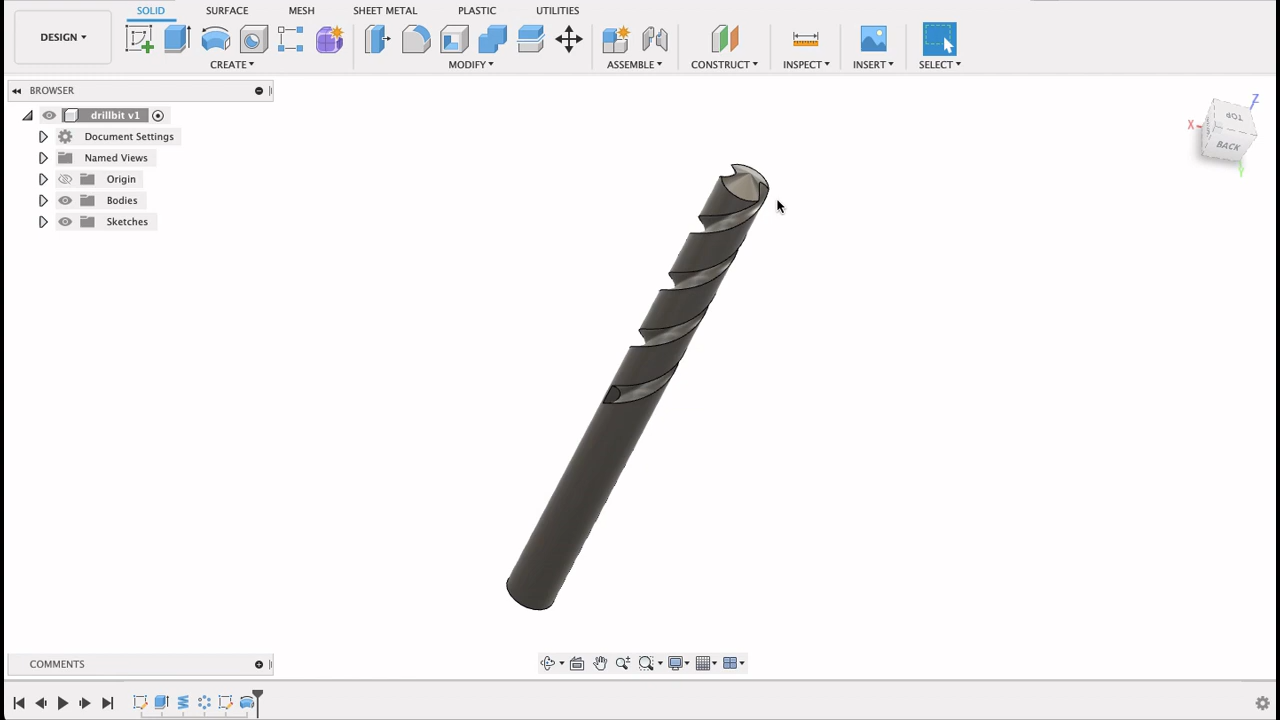 SOLID SURFACE MESH SHEET METAL PLASTIC UTILITIES
DESIGN
CREATE MODIFY ASSEMBLE CONSTRUCT INSPECT INSERT SELECT
BROWSER
drillbit v1
Document Settings
Named Views
Origin
Bodies
Sketches
Z
X
TOP
BACK
Y
COMMENTS